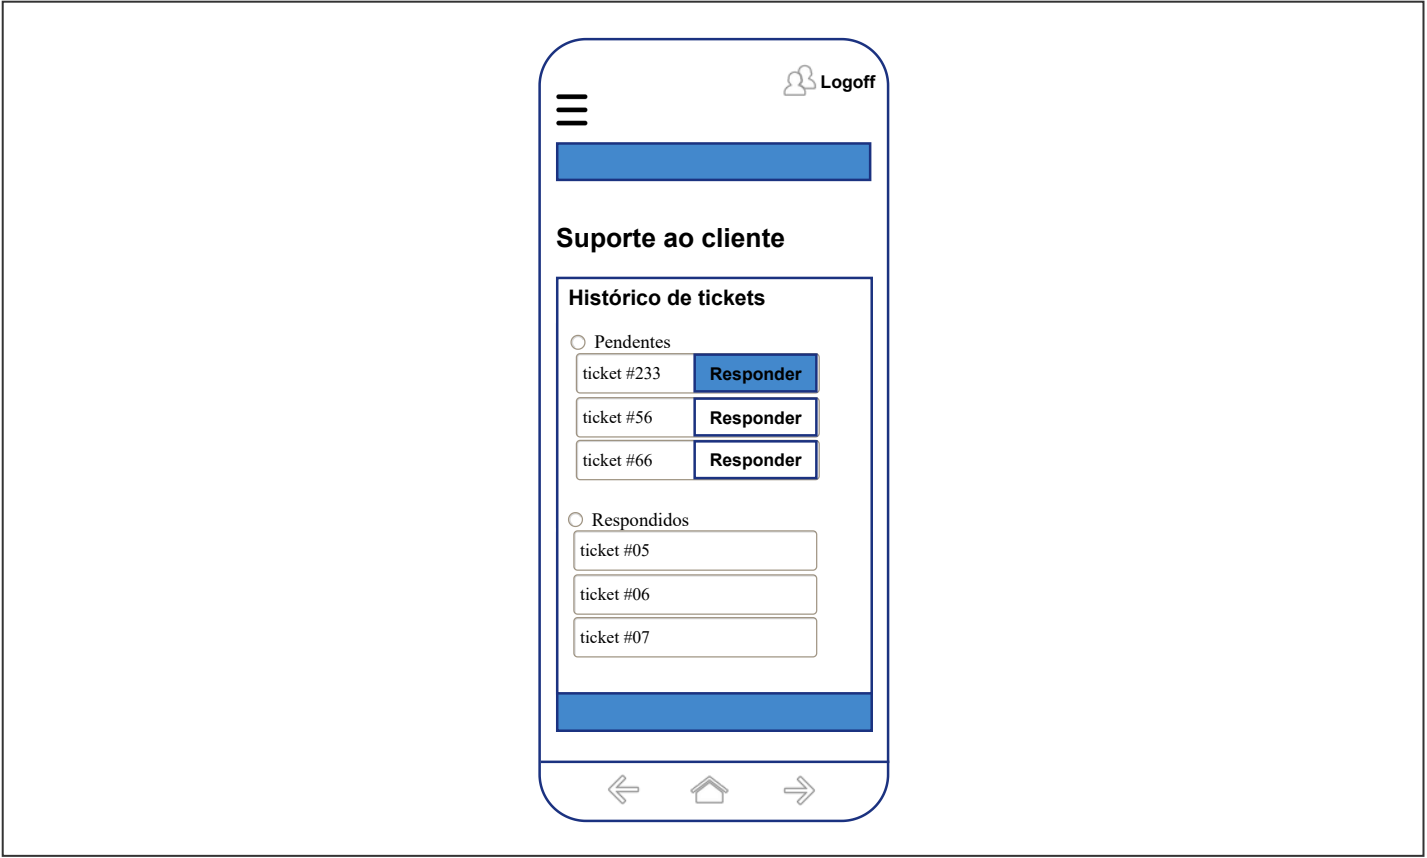 Logoff
Suporte ao cliente
Histórico de tickets
Pendentes
ticket #233 Responder
ticket #56 Responder
ticket #66 Responder
Respondidos
ticket #05
ticket #06
ticket #07